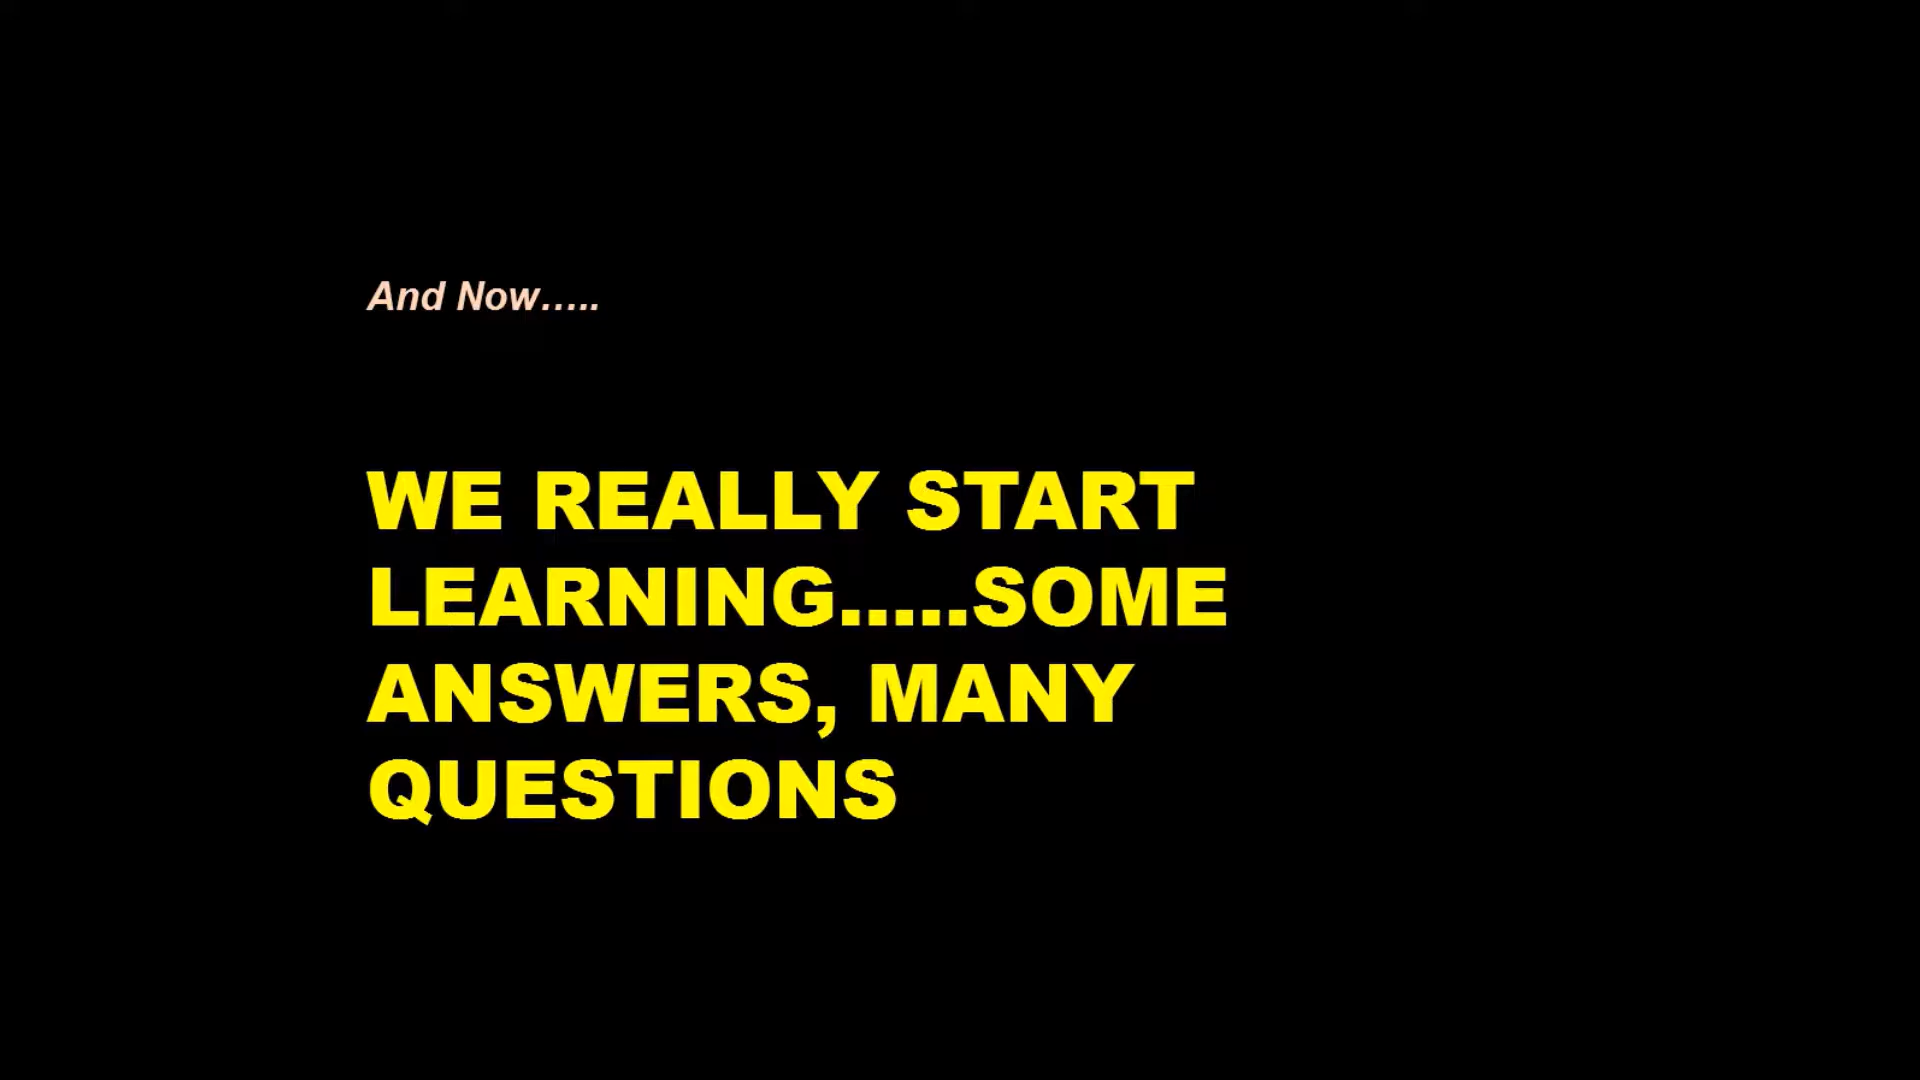 And Now.....
WE REALLY START
LEARNING.....SOME
ANSWERS, MANY
QUESTIONS